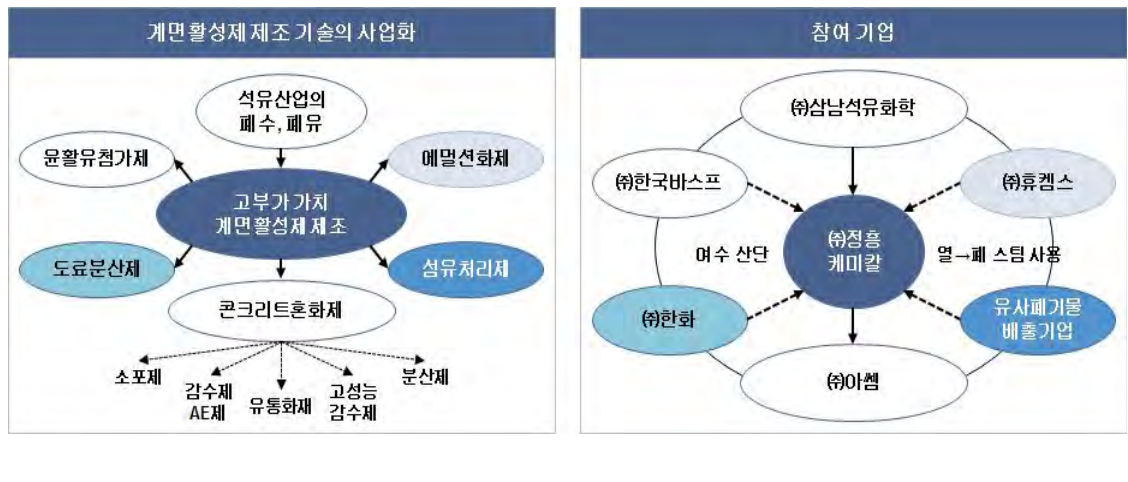 계면활성제 제조 기술의 사업화
석유산업의
폐수, 폐유
윤활유첨가제
에멀션화제
고부가 가치
계면활성제 제조
도료분산제
섬유처리제
콘크리트혼화제
소포제
감수제
AE제
유통화재
고성능
감수제
분산제
참여 기업
㈜삼남석유화학
㈜한국바스프
㈜휴켐스
㈜정흥
케미칼
여수 산단
열→폐 스팀 사용
㈜한화
유사폐기물
배출기업
㈜아쎔